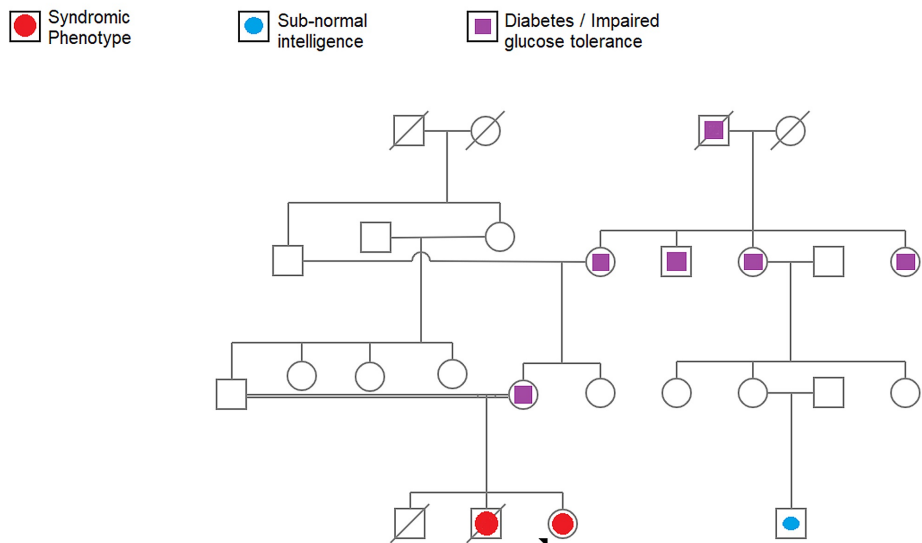 Syndromic
Phenotype
Sub-normal
intelligence
Diabetes / Impaired
glucose tolerance